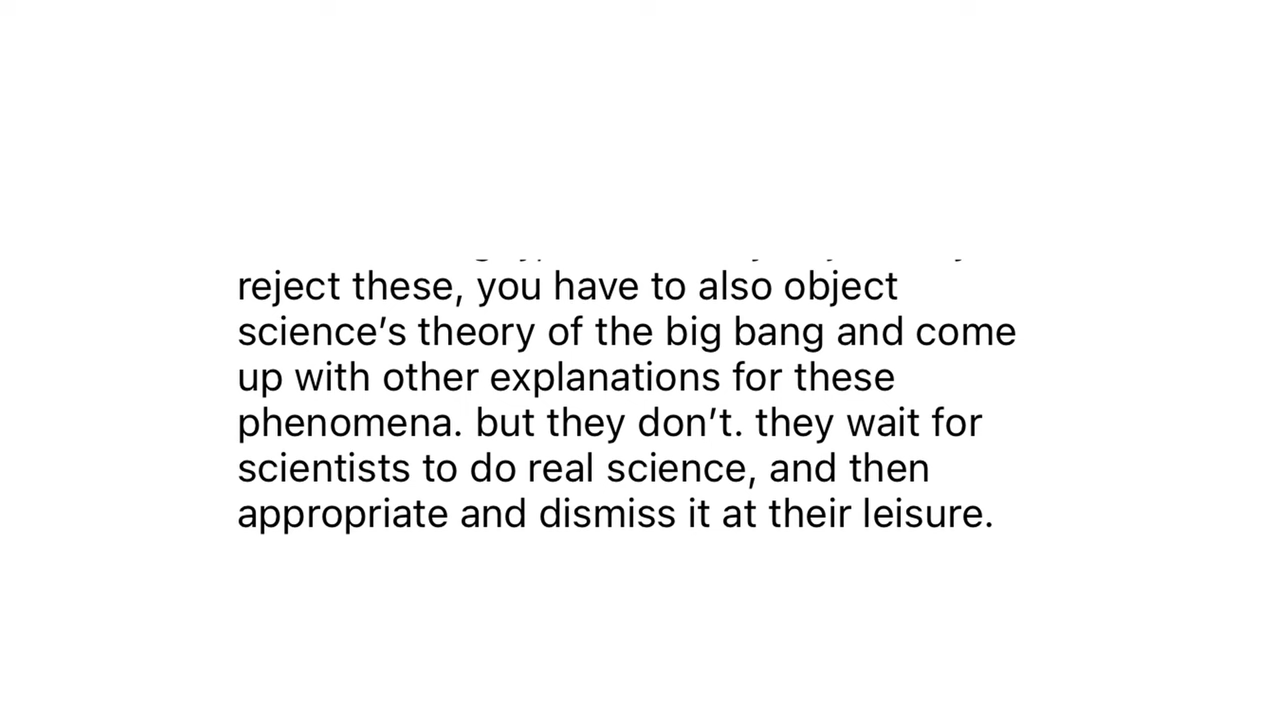 reject these, you have to also object
science’s theory of the big bang and come
up with other explanations for these
phenomena. but they don’t. they wait for
scientists to do real science, and then
appropriate and dismiss it at their leisure.